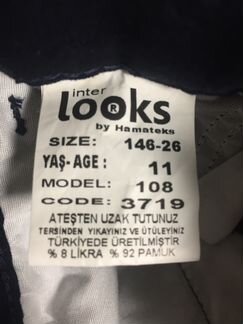 inter
looks
by Hamateks
SIZE: 146-26
YAŞ- AGE : 11
MODEL: 108
CODE: 3719
ATEŞTEN UZAK TUTUNUZ
TERSİNDEN YIKAYINIZ VE ÜTÜLEYİNİZ
TÜRKİYEDE ÜRETİLMİŞTİR
% 8 LİKRA % 92 PAMUK